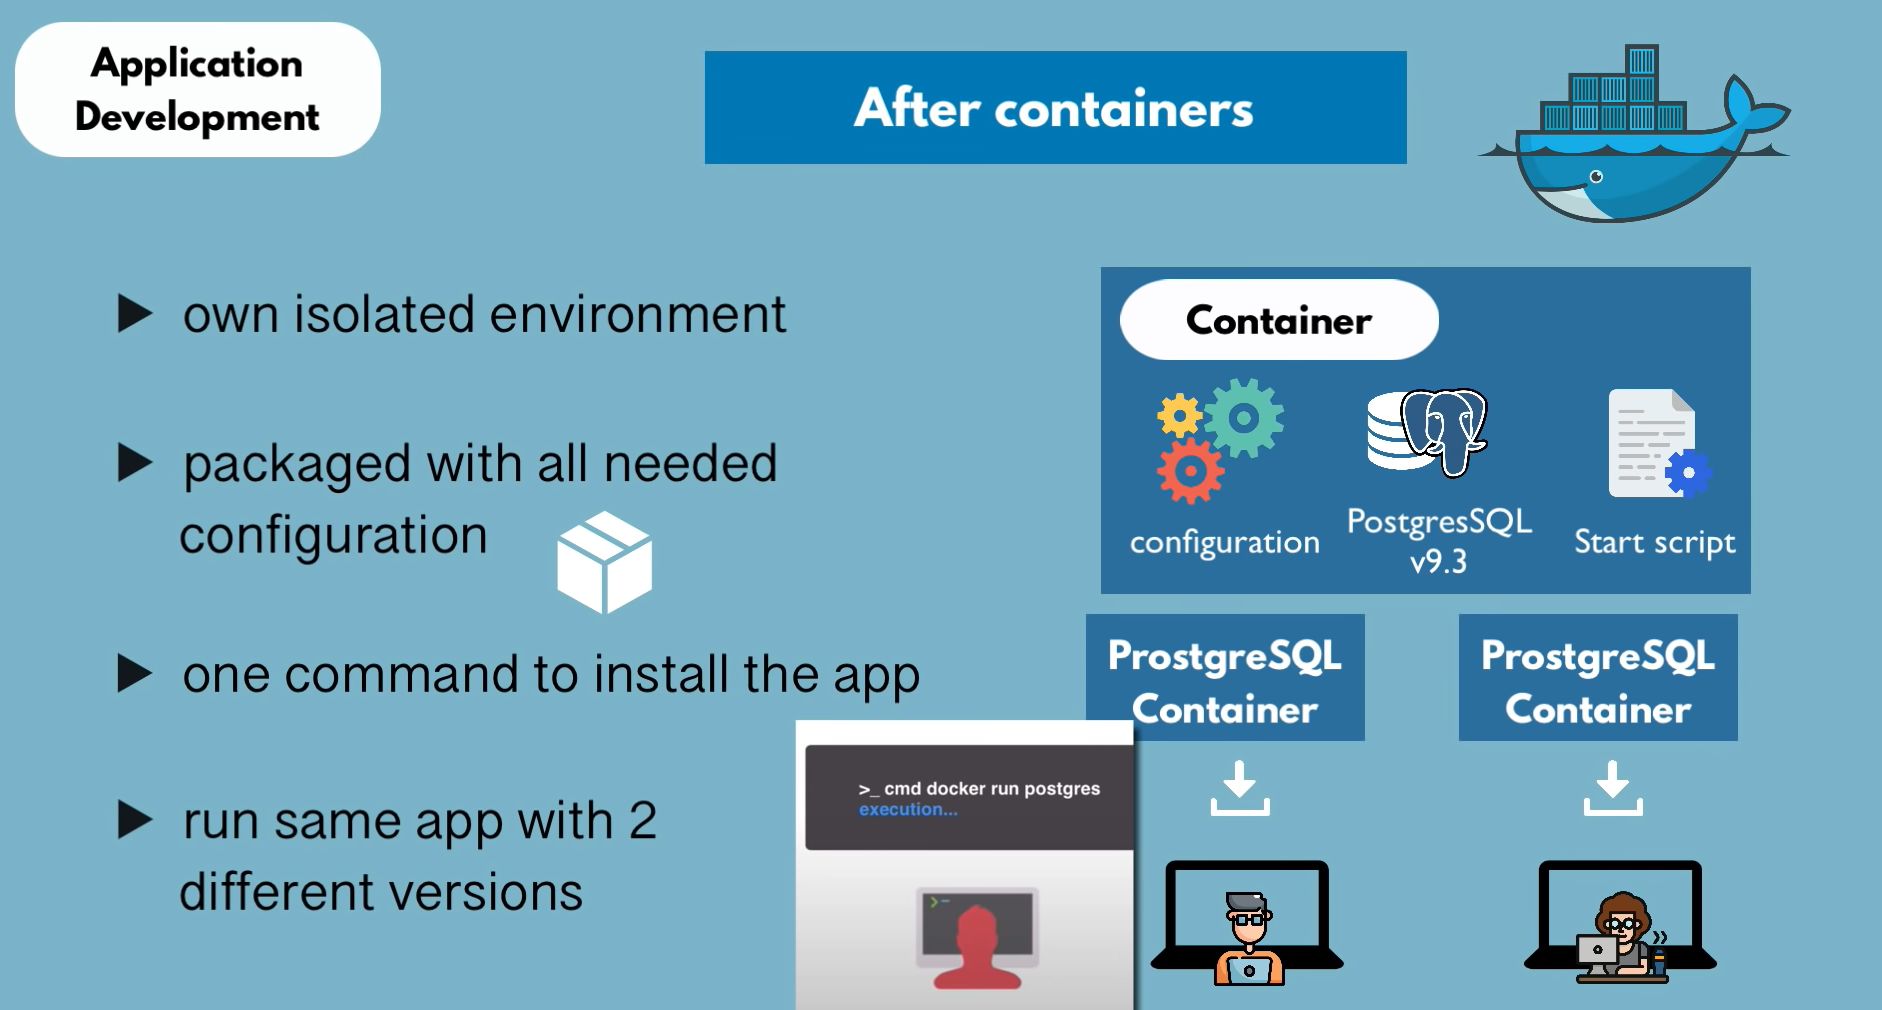 Application
Development
After containers
own isolated environment
packaged with all needed
configuration
one command to install the app
run same app with 2
different versions
Container
configuration
PostgresSQL
v9.3
Start script
ProstgreSQL
Container
ProstgreSQL
Container
>_ cmd docker run postgres
execution...